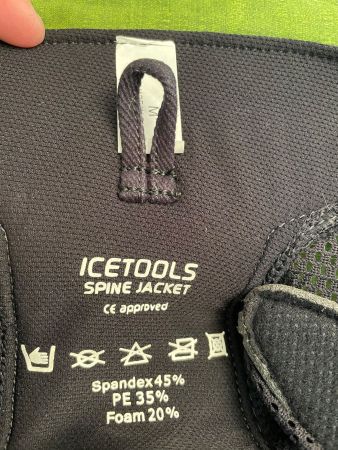 M
ICETOOLS
SPINE JACKET
CE approved
Spandex 45%
PE 35%
Foam 20%